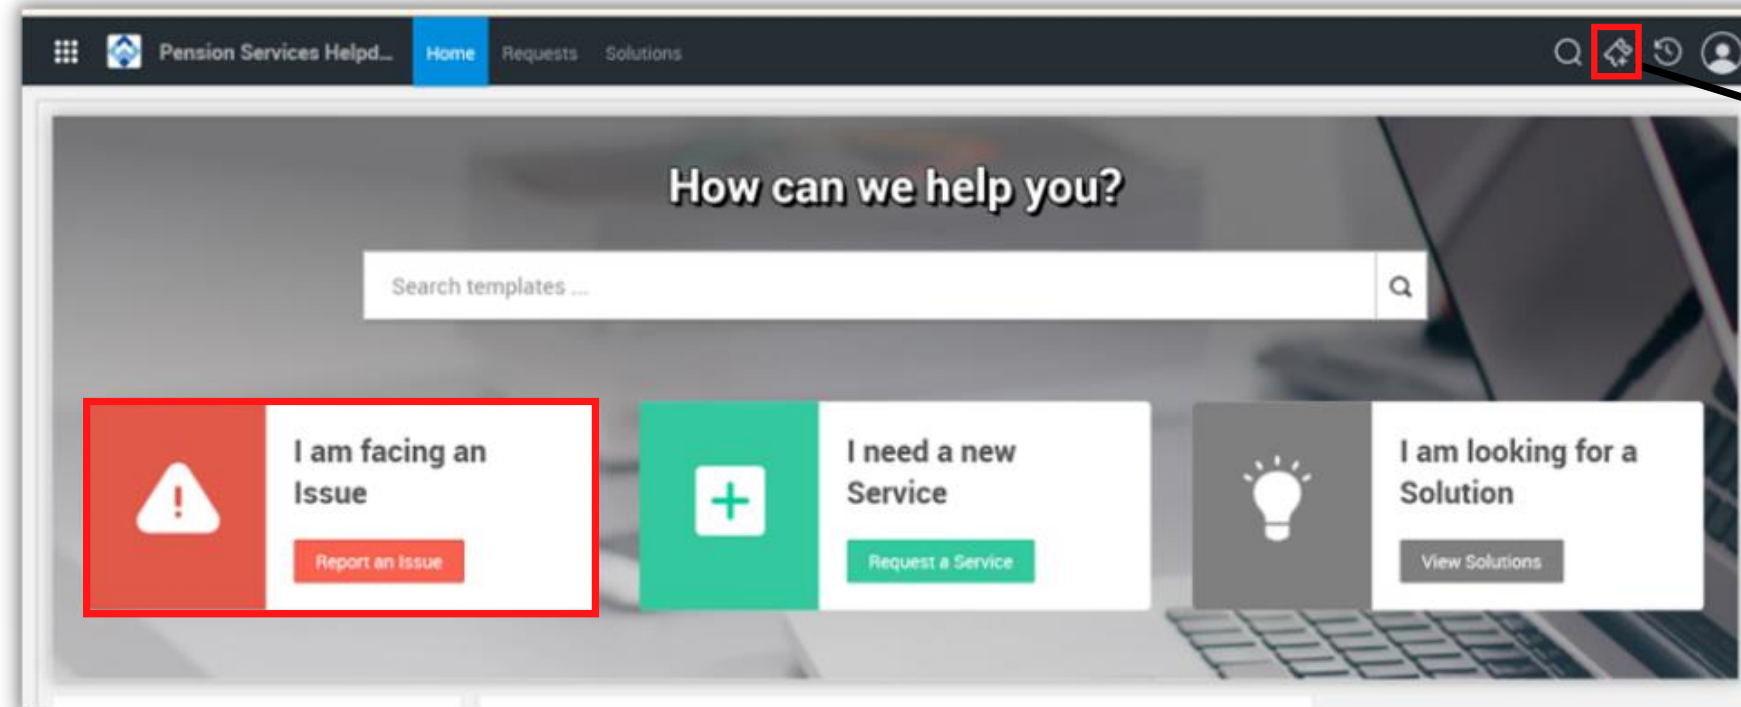 Pension Services Helpd... Home Requests Solutions
How can we help you?
Search templates ...
I am facing an
Issue
Report an Issue
I need a new
Service
Request a Service
I am looking for a
Solution
View Solutions